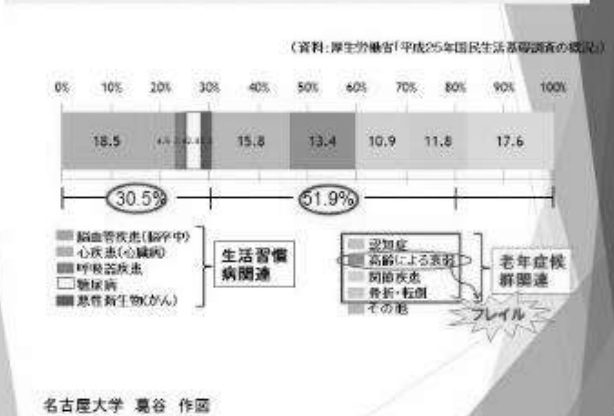 (資料:厚生労働省「平成25年国民生活基礎調査の概況」)
0% 10% 20% 30% 40% 50% 60% 70% 80% 90% 100%
18.5 15.8 13.4 10.9 11.8 17.6
30.5% 51.9%
脳血管疾患(脳卒中)
心疾患(心臓病)
呼吸器疾患
糖尿病
悪性新生物(がん)
生活習慣
病関連
認知症
高齢による衰弱
関節疾患
骨折・転倒
その他
老年症候
群関連
フレイル
名古屋大学 葛谷 作図